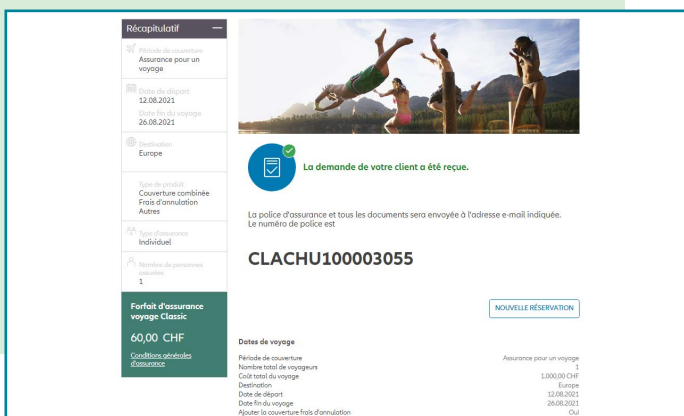 Récapitulatif —
Période de couverture
Assurance pour un
voyage
Date de départ
12.08.2021
Date fin du voyage
26.08.2021
Destination
Europe
Type de produit
Couverture combinée
Frais d'annulation
Autres
Type d'assurance
Individuel
Nombre de personnes
assurées
1
Forfait d'assurance
voyage Classic
60,00 CHF
Conditions générales
d'assurance
La demande de votre client a été reçue.
La police d'assurance et tous les documents sera envoyée à l'adresse e-mail indiquée.
Le numéro de police est
CLACHU100003055
NOUVELLE RÉSERVATION
Dates de voyage
Période de couverture Assurance pour un voyage
Nombre total de voyageurs 1
Coût total du voyage 1.000,00 CHF
Destination Europe
Date de départ 12.08.2021
Date fin du voyage 26.08.2021
Ajouter la couverture frais d'annulation Oui